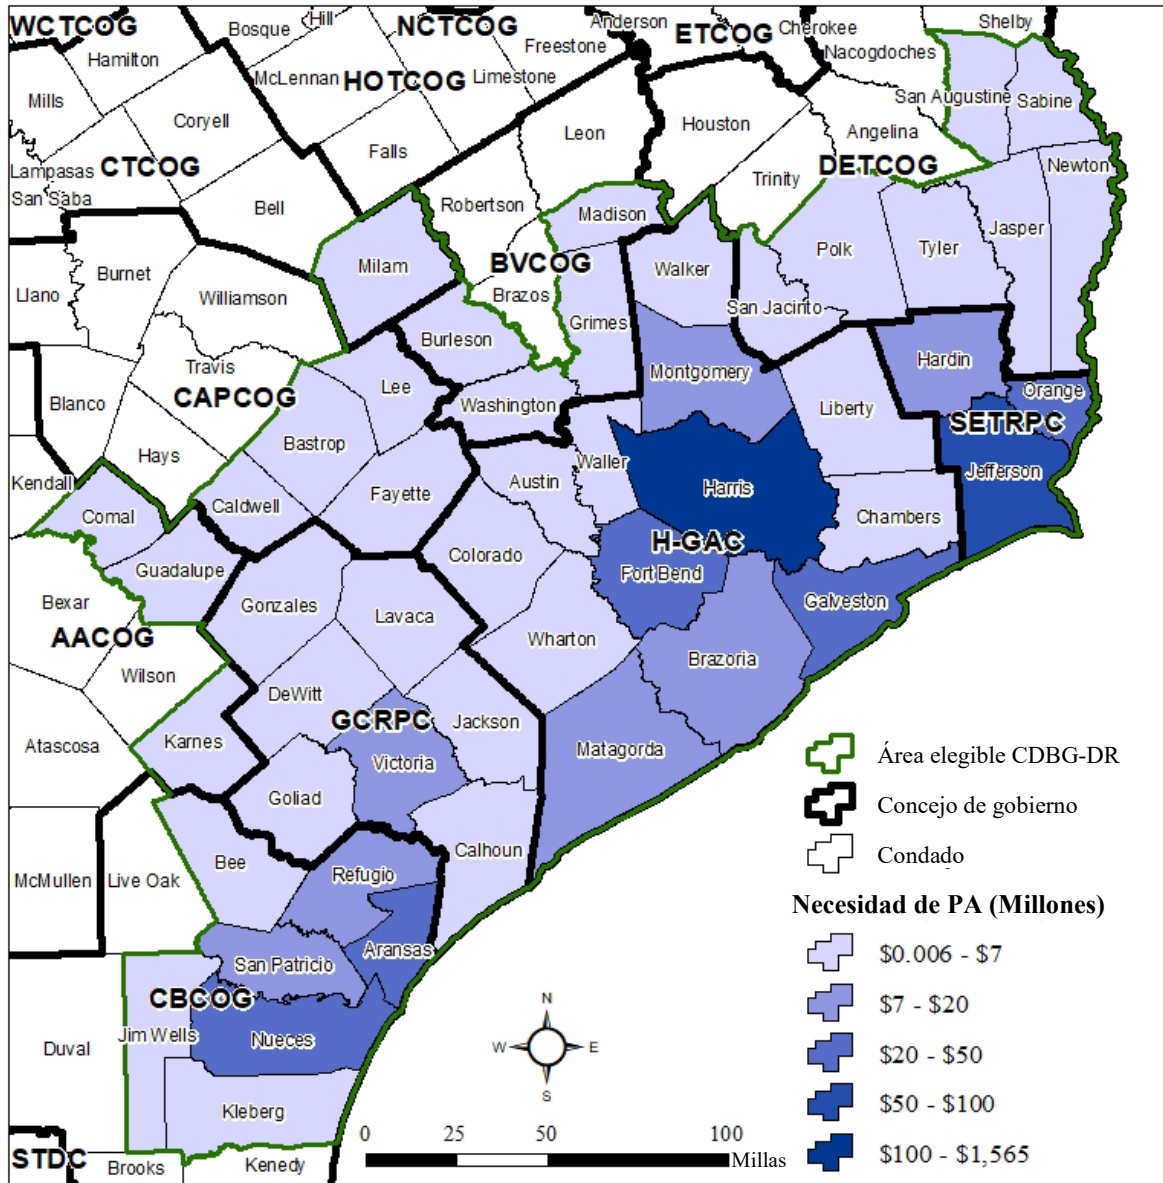 WCTCOG
Hill
Bosque
NCTCOG
Anderson
ETCOG
Cherokee
Shelby
Hamilton
Freestone
Nacogdoches
McLennan
HOTCOG
Limestone
Mills
Coryell
Leon
Houston
San Augustine
Sabine
Angelina
Falls
Lampasas
CTCOG
DETCOG
Newton
San Saba
Trinity
Bell
Robertson
Madison
Jasper
Polk
Tyler
Burnet
Milam
BVCOG
Walker
Llano
Williamson
Brazos
San Jacinto
Grimes
Burleson
Travis
Montgomery
Hardin
Lee
CAPCOG
Blanco
Washington
Liberty
Orange
SETRPC
Bastrop
Hays
Waller
Jefferson
Kendall
Austin
Harris
Fayette
Caldwell
Comal
Chambers
H-GAC
Colorado
Guadalupe
Fort Bend
Bexar
Gonzales
Lavaca
Galveston
AACOG
Wharton
Brazoria
Wilson
DeWitt
GCRPC
Jackson
Atascosa
Karnes
Matagorda
Victoria
Goliad
Calhoun
Bee
Refugio
McMullen
Live Oak
Aransas
San Patricio
CBCOG
Jim Wells
Nueces
Duval
Kleberg
STDC
Brooks
Kenedy
Área elegible CDBG-DR
Concejo de gobierno
Condado
Necesidad de PA (Millones)
$0.006 - $7
$7 - $20
$20 - $50
$50 - $100
$100 - $1,565
N
W E
S
0 25 50 100
Millas